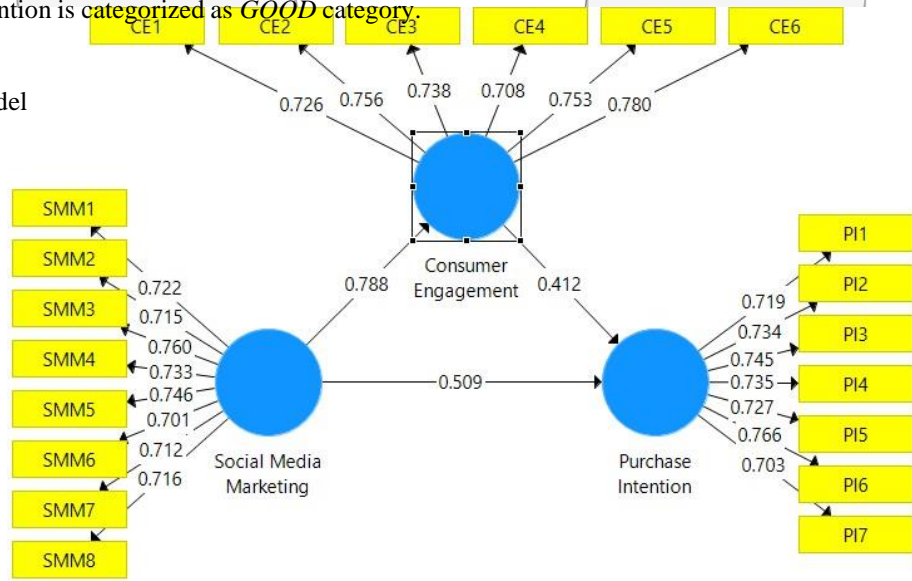 ntion is categorized as GOOD category.
CE1 CE2 CE3 CE4 CE5 CE6
del
0.726 0.756 0.738 0.708 0.753 0.780
SMM1
SMM2
SMM3
SMM4
SMM5
SMM6
SMM7
SMM8
0.722
0.715
0.760
0.733
0.746
0.701
0.712
0.716
Social Media
Marketing
0.788
Consumer
Engagement
0.412
0.509
Purchase
Intention
0.719
0.734
0.745
0.735
0.727
0.766
0.703
PI1
PI2
PI3
PI4
PI5
PI6
PI7